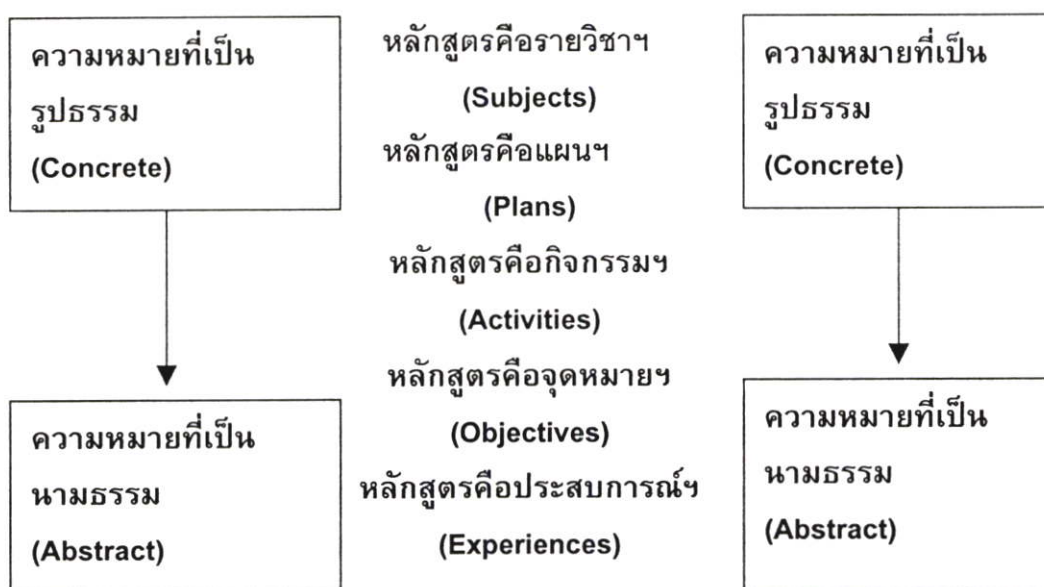 ความหมายที่เป็น
รูปธรรม
(Concrete)
หลักสูตรคือรายวิชาฯ
(Subjects)
หลักสูตรคือแผนฯ
(Plans)
หลักสูตรคือกิจกรรมฯ
(Activities)
หลักสูตรคือจุดหมายฯ
(Objectives)
หลักสูตรคือประสบการณ์ฯ
(Experiences)
ความหมายที่เป็น
รูปธรรม
(Concrete)
ความหมายที่เป็น
นามธรรม
(Abstract)
ความหมายที่เป็น
นามธรรม
(Abstract)